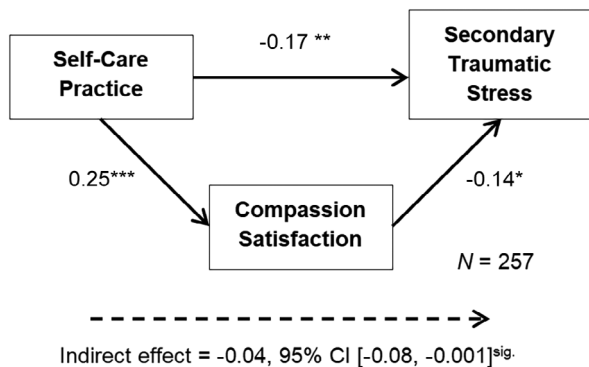 -0.17 **
Self-Care
Practice
Secondary
Traumatic
Stress
0.25***
-0.14*
Compassion
Satisfaction
N = 257
Indirect effect = -0.04, 95% CI [-0.08, -0.001]sig.